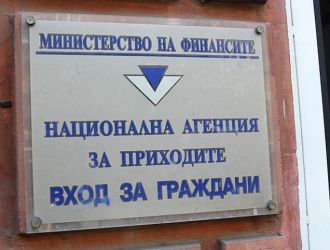 МИНИСТЕРСТВО НА ФИНАНСИТЕ
НАЦИОНАЛНА АГЕНЦИЯ
ЗА ПРИХОДИТЕ
ВХОД ЗА ГРАЖДАНИ